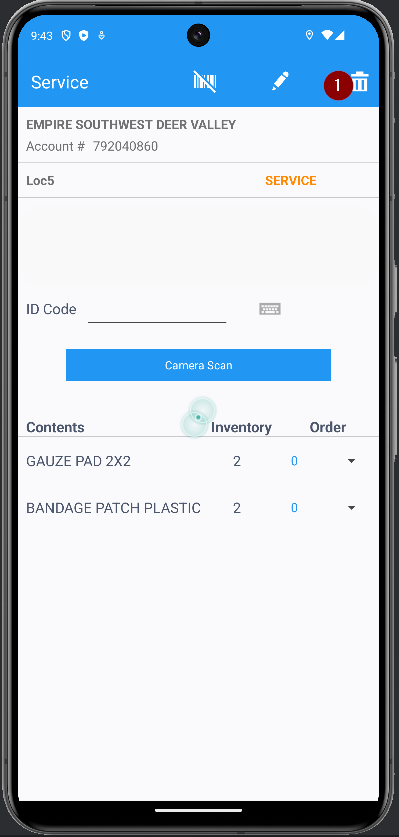 9:43
Service
1
EMPIRE SOUTHWEST DEER VALLEY
Account # 792040860
Loc5 SERVICE
ID Code
Camera Scan
Contents Inventory Order
GAUZE PAD 2X2 2 0
BANDAGE PATCH PLASTIC 2 0